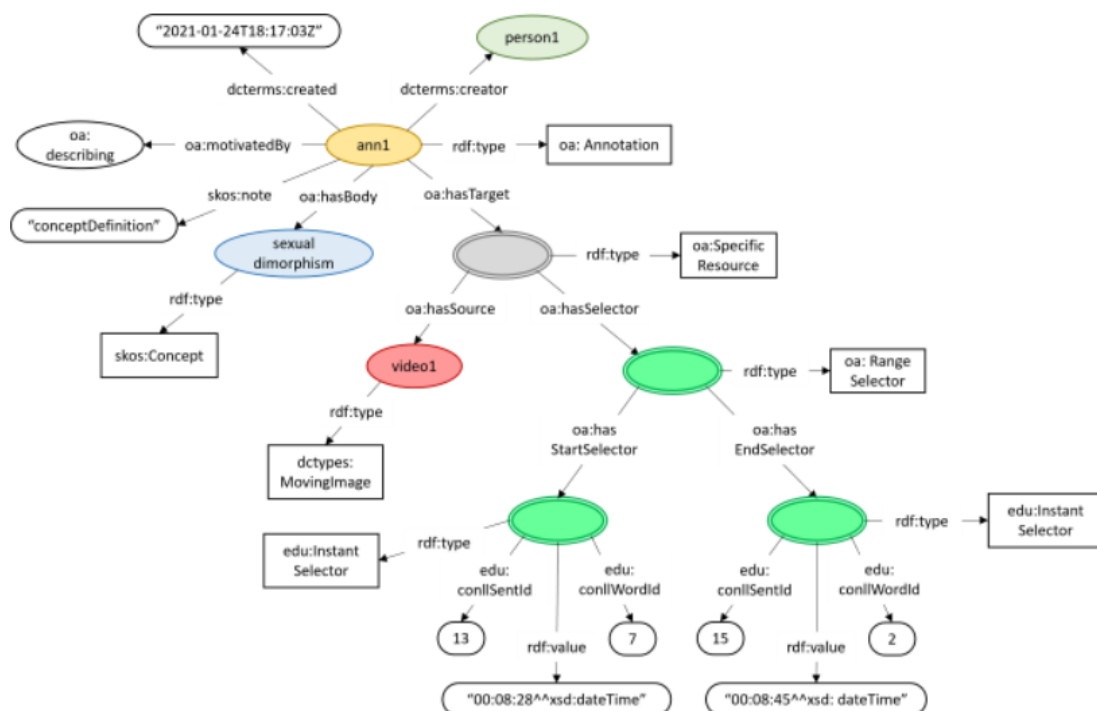 “2021-01-24T18:17:03Z”
person1
dcterms:created
dcterms:creator
oa:
describing
oa:motivatedBy
ann1
rdf:type
oa: Annotation
skos:note
oa:hasBody
oa:hasTarget
“conceptDefinition”
sexual
dimorphism
rdf:type
oa:Specific
Resource
rdf:type
oa:hasSource
oa:hasSelector
skos:Concept
video1
rdf:type
oa: Range
Selector
rdf:type
oa:has
StartSelector
oa:has
EndSelector
dctypes:
MovingImage
edu:Instant
Selector
rdf:type
rdf:type
edu:Instant
Selector
edu:
conllSentId
edu:
conllWordId
edu:
conllSentId
edu:
conllWordId
13
7
15
2
rdf:value
rdf:value
“00:08:28^^xsd:dateTime”
“00:08:45^^xsd: dateTime”